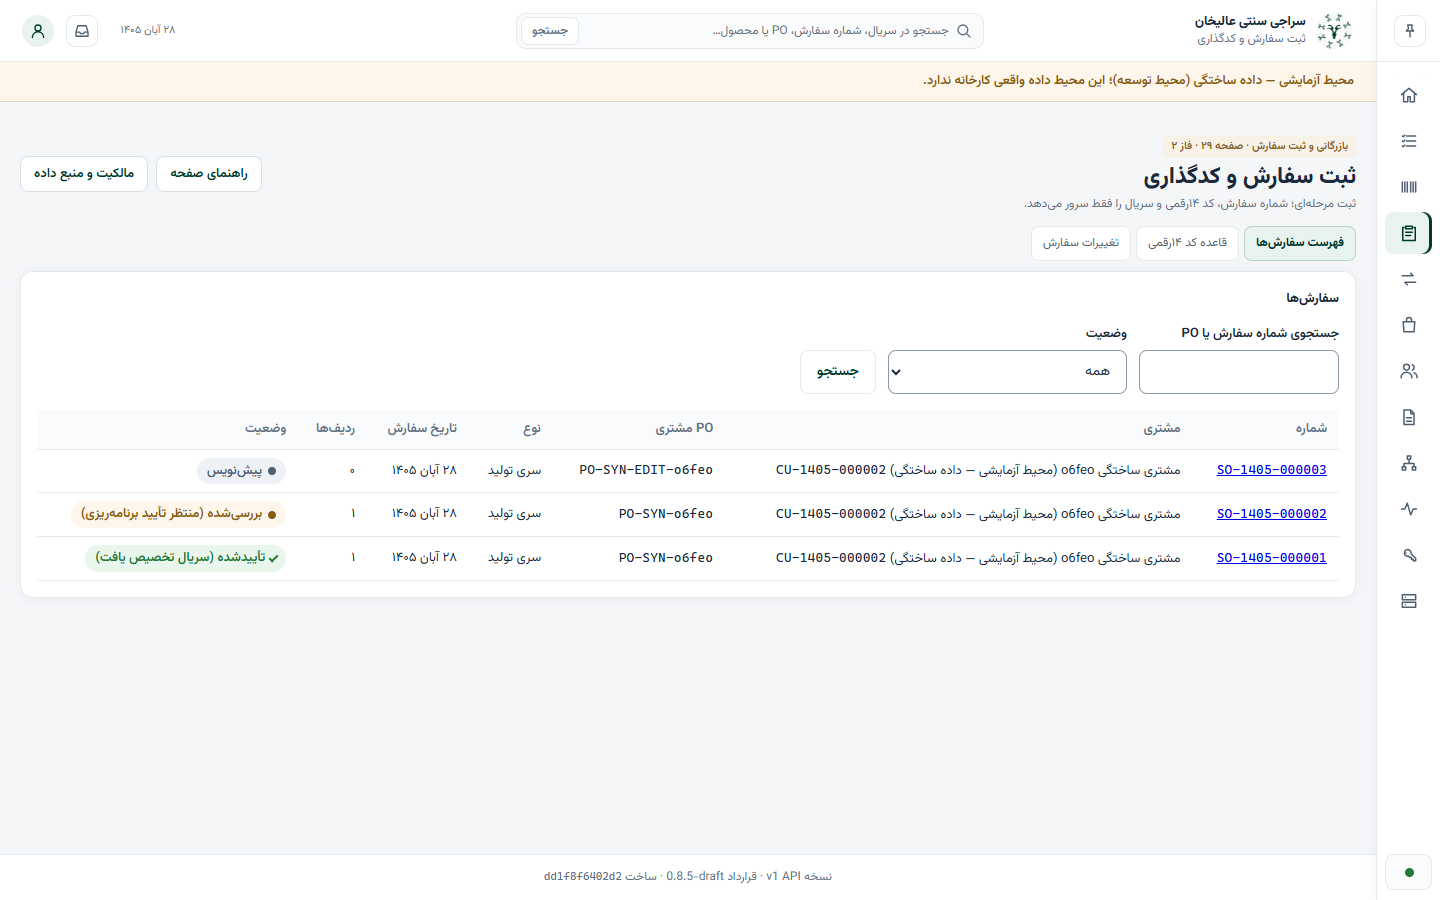 سراجی سنتی عالیخان
ثبت سفارش و کدگذاری
جستجو در سریال، شماره سفارش، PO یا محصول...
جستجو
۲۸ آبان ۱۴۰۵
محیط آزمایشی — داده ساختگی (محیط توسعه)؛ این محیط داده واقعی کارخانه ندارد.
بازرگانی و ثبت سفارش · صفحه ۲۹ · فاز ۲
ثبت سفارش و کدگذاری
ثبت مرحله‌ای؛ شماره سفارش، کد ۱۴رقمی و سریال را فقط سرور می‌دهد.
راهنمای صفحه
مالکیت و منبع داده
فهرست سفارش‌ها
قاعده کد ۱۴رقمی
تغییرات سفارش
سفارش‌ها
جستجوی شماره سفارش یا PO
وضعیت
همه
جستجو
شماره مشتری PO مشتری نوع تاریخ سفارش ردیف‌ها وضعیت
SO-1405-000003 مشتری ساختگی o6feo (محیط آزمایشی — داده ساختگی) CU-1405-000002 PO-SYN-EDIT-o6feo سری تولید ۲۸ آبان ۱۴۰۵ ۰ پیش‌نویس
SO-1405-000002 مشتری ساختگی o6feo (محیط آزمایشی — داده ساختگی) CU-1405-000002 PO-SYN-o6feo سری تولید ۲۸ آبان ۱۴۰۵ ۱ بررسی‌شده (منتظر تأیید برنامه‌ریزی)
SO-1405-000001 مشتری ساختگی o6feo (محیط آزمایشی — داده ساختگی) CU-1405-000002 PO-SYN-o6feo سری تولید ۲۸ آبان ۱۴۰۵ ۱ تأییدشده (سریال تخصیص یافت)
نسخه v1 API · قرارداد 0.8.5-draft · ساخت dd1f8f6402d2